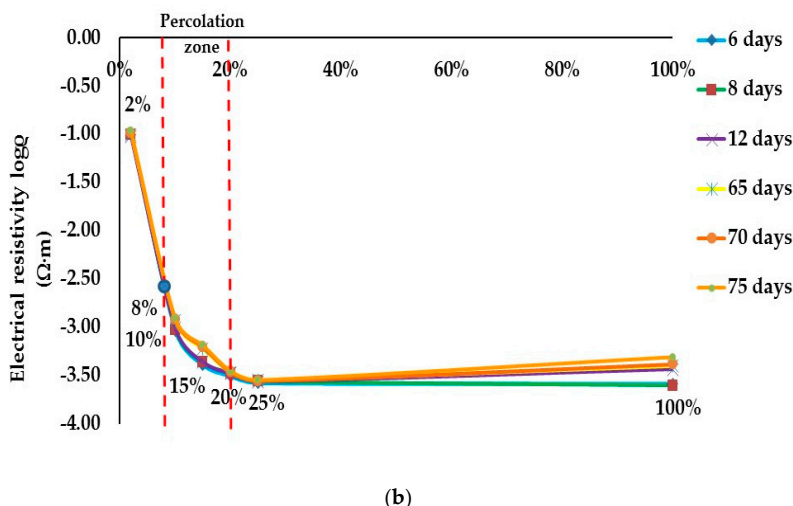 Percolation
zone
0.00
0% 20% 40% 60% 80% 100%
-0.50
2%
-1.00
-1.50
-2.00
-2.50
8%
-3.00
10%
-3.50
15% 20% 25% 100%
-4.00
Electrical resistivity logϱ
(Ω·m)
6 days
8 days
12 days
65 days
70 days
75 days
(b)